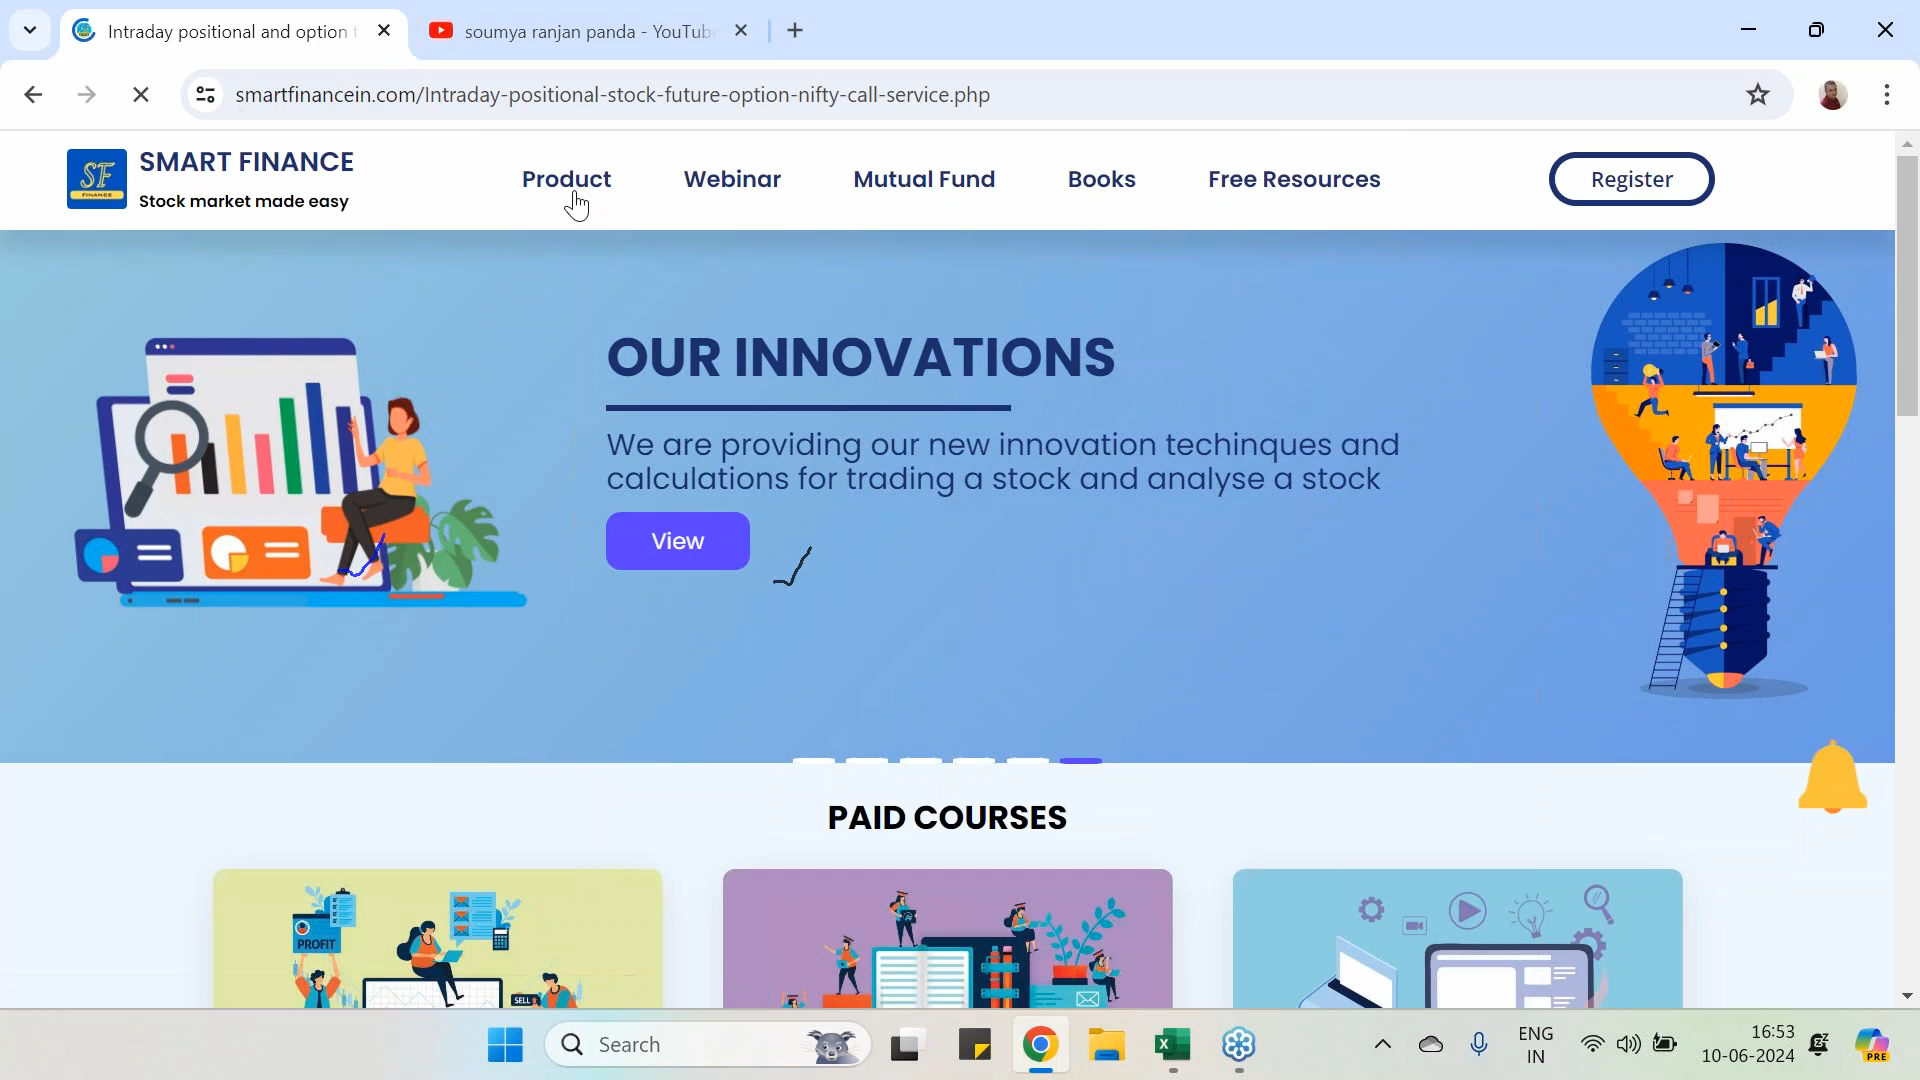 Intraday positional and option t
soumya ranjan panda - YouTub
smartfinancein.com/Intraday-positional-stock-future-option-nifty-call-service.php
SF
FINANCE
SMART FINANCE
Stock market made easy
Product
Webinar
Mutual Fund
Books
Free Resources
Register
OUR INNOVATIONS
We are providing our new innovation techinques and
calculations for trading a stock and analyse a stock
View
PAID COURSES
PROFIT
SELL
Search
ENG
IN
16:53
10-06-2024
PRE